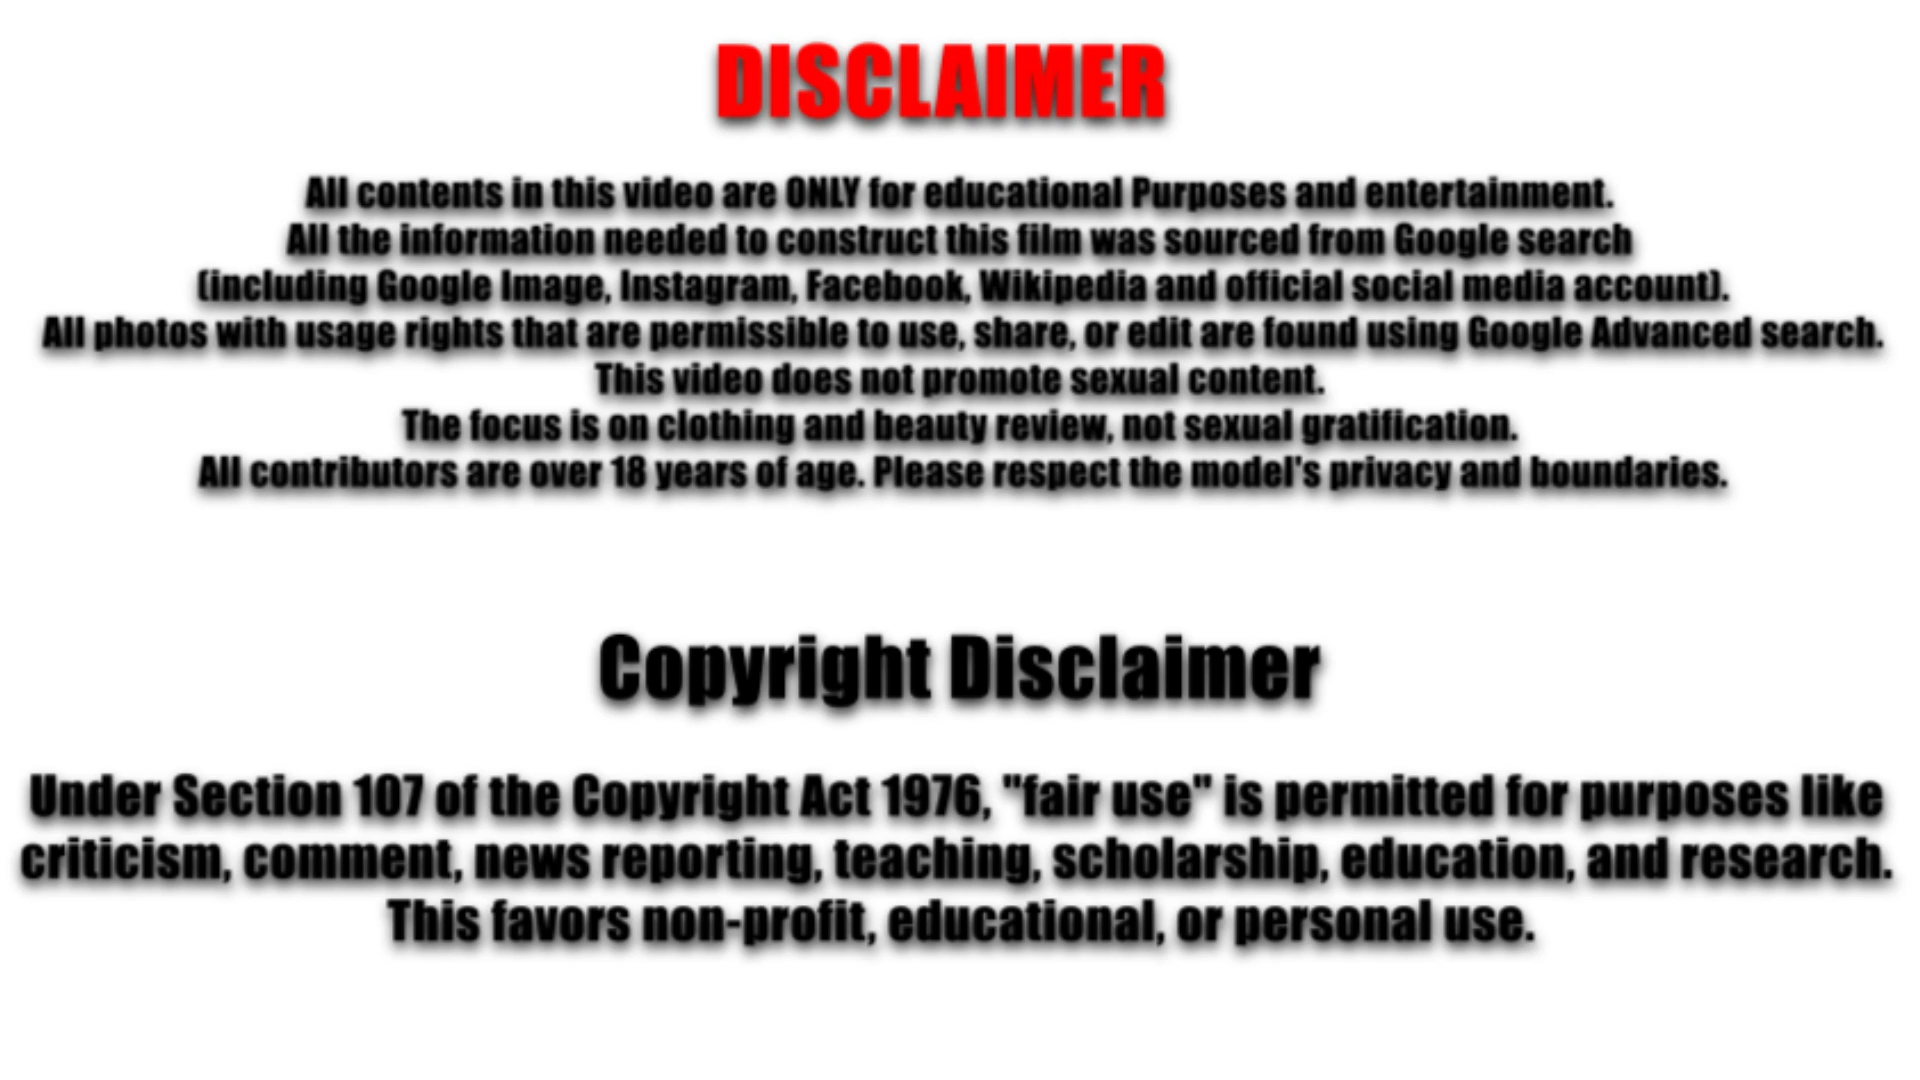 DISCLAIMER
All contents in this video are ONLY for educational Purposes and entertainment.
All the information needed to construct this film was sourced from Google search
(including Google Image, Instagram, Facebook, Wikipedia and official social media account).
All photos with usage rights that are permissible to use, share, or edit are found using Google Advanced search.
This video does not promote sexual content.
The focus is on clothing and beauty review, not sexual gratification.
All contributors are over 18 years of age. Please respect the model's privacy and boundaries.
Copyright Disclaimer
Under Section 107 of the Copyright Act 1976, "fair use" is permitted for purposes like
criticism, comment, news reporting, teaching, scholarship, education, and research.
This favors non-profit, educational, or personal use.